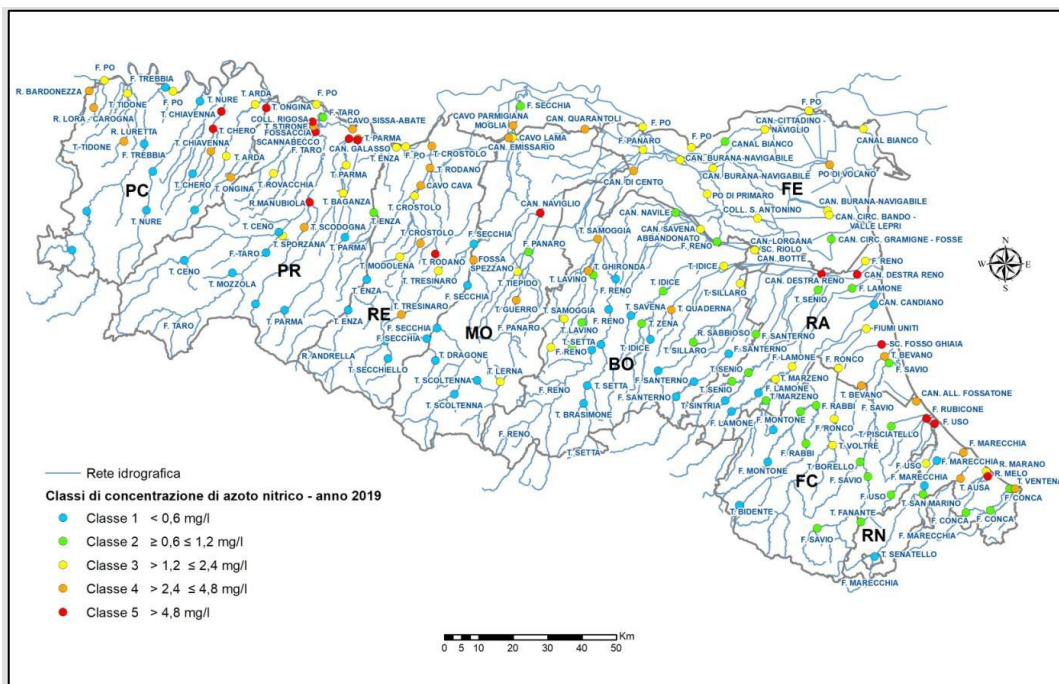 F. PO
F. TREBBIA
R. BARDONEZZA
T. TIDONE
F. PO
T. NURE
T. ARDA
T. ONGINA
F. PO
F. TARO
R. LORA - CAROGNA
T. CHIAVENNA
COLL. RIGOSA
T. STIRONE
CAVO SISSA-ABATE
FOSSACCIA
SCANNABECCO
T. PARMA
R. LURETTA
T. CHERO
T. TIDONE
T. CHIAVENNA
F. TREBBIA
F. TARO
CAN. GALASSO
T. ENZA
F. PO
T. CROSTOLO
T. ARDA
T. PARMA
T. RODANO
T. ROVACCHIA
PC
T. CHERO
T. ONGINA
CAVO CAVA
R.MANUBIOLA
T. BAGANZA
T. CROSTOLO
T. NURE
T. ENZA
T. CENO
T. SCODOGNA
T. SPORZANA
T. PARMA
T. CROSTOLO
F. TARO
T. CENO
PR
T. MOZZOLA
T. MODOLENA
T. RODANO
T. TRESINARO
T. ENZA
F. TARO
T. PARMA
T. ENZA
RE
T. TRESINARO
F. SECCHIA
CAVO PARMIGIANA
MOGLIA
CAVO LAMA
CAN. EMISSARIO
CAN. QUARANTOLI
F. PO
F. PANARO
F. PO
F. PO
CAN.-CITTADINO-
NAVIGLIO
CANAL BIANCO
CANAL BIANCO
CAN. BURANA-NAVIGABILE
PO DI VOLANO
CAN. BURANA-NAVIGABILE
FE
CAN. DI CENTO
PO DI PRIMARO
CAN. NAVIGLIO
CAN. NAVILE
COLL. S. ANTONINO
CAN. BURANA-NAVIGABILE
CAN. CIRC. BANDO -
VALLE LEPRI
T. SAMOGGIA
CAN. SAVENA
ABBANDONATO
F. RENO
CAN. LORGANA
SC. RIOLO
CAN. BOTTE
CAN. CIRC. GRAMIGNE - FOSSE
F. SECCHIA
F. PANARO
FOSSA
SPEZZANO
T. TIEPIDO
T. LAVINO
T. GHIRONDA
T. IDICE
F. RENO
CAN. DESTRA RENO
CAN. DESTRA RENO
F. SECCHIA
F. RENO
T. IDICE
T. SILLARO
T. SENIO
F. LAMONE
T. GUERRO
MO
CAN. CANDIANO
T. SAMOGGIA
F. RENO
T. SAVENA
T. QUADERNA
RA
F. SECCHIA
F. SECCHIA
F. PANARO
T. LAVINO
T. ZENA
R. SABBIOSO
F. SANTERNO
FIUMI UNITI
T. SETTA
SC. FOSSO GHIAIA
R. ANDRELLA
T. SECCHIELLO
T. DRAGONE
F. RENO
BO
T. IDICE
T. SILLARO
F. SANTERNO
F. LAMONE
F. RONCO
T. BEVANO
F. SAVIO
T. SCOLTENNA
T. LERNA
T. SETTA
F. SANTERNO
T. SENIO
T. MARZENO
F. RENO
T. SENIO
F. LAMONE
T. MARZENO
T. BEVANO
CAN. ALL. FOSSATONE
T. SCOLTENNA
F. SANTERNO
T. SINTRIA
F. RABBI
F. SAVIO
T. BRASIMONE
F. LAMONE
F. MONTONE
F. RONCO
F. RUBICONE
F. USO
T. PISCIATELLO
F. RENO
T. VOLTRE
T. SETTA
F. RABBI
F. MARECCHIA
F. MONTONE
T. BORELLO
F. USO
F. MARECCHIA
R. MARANO
R. MELO
F. SAVIO
F. MARECCHIA
T. VENTENA
FC
T. AUSA
F. CONCA
F. USO
T. SAN MARINO
T. BIDENTE
T. FANANTE
F. CONCA
F. CONCA
F. SAVIO
RN
F. MARECCHIA
T. SENATELLO
F. MARECCHIA
N
W E
S
Rete idrografica
Classi di concentrazione di azoto nitrico - anno 2019
Classe 1 < 0,6 mg/l
Classe 2 ≥ 0,6 ≤ 1,2 mg/l
Classe 3 > 1,2 ≤ 2,4 mg/l
Classe 4 > 2,4 ≤ 4,8 mg/l
Classe 5 > 4,8 mg/l
Km
0 5 10 20 30 40 50